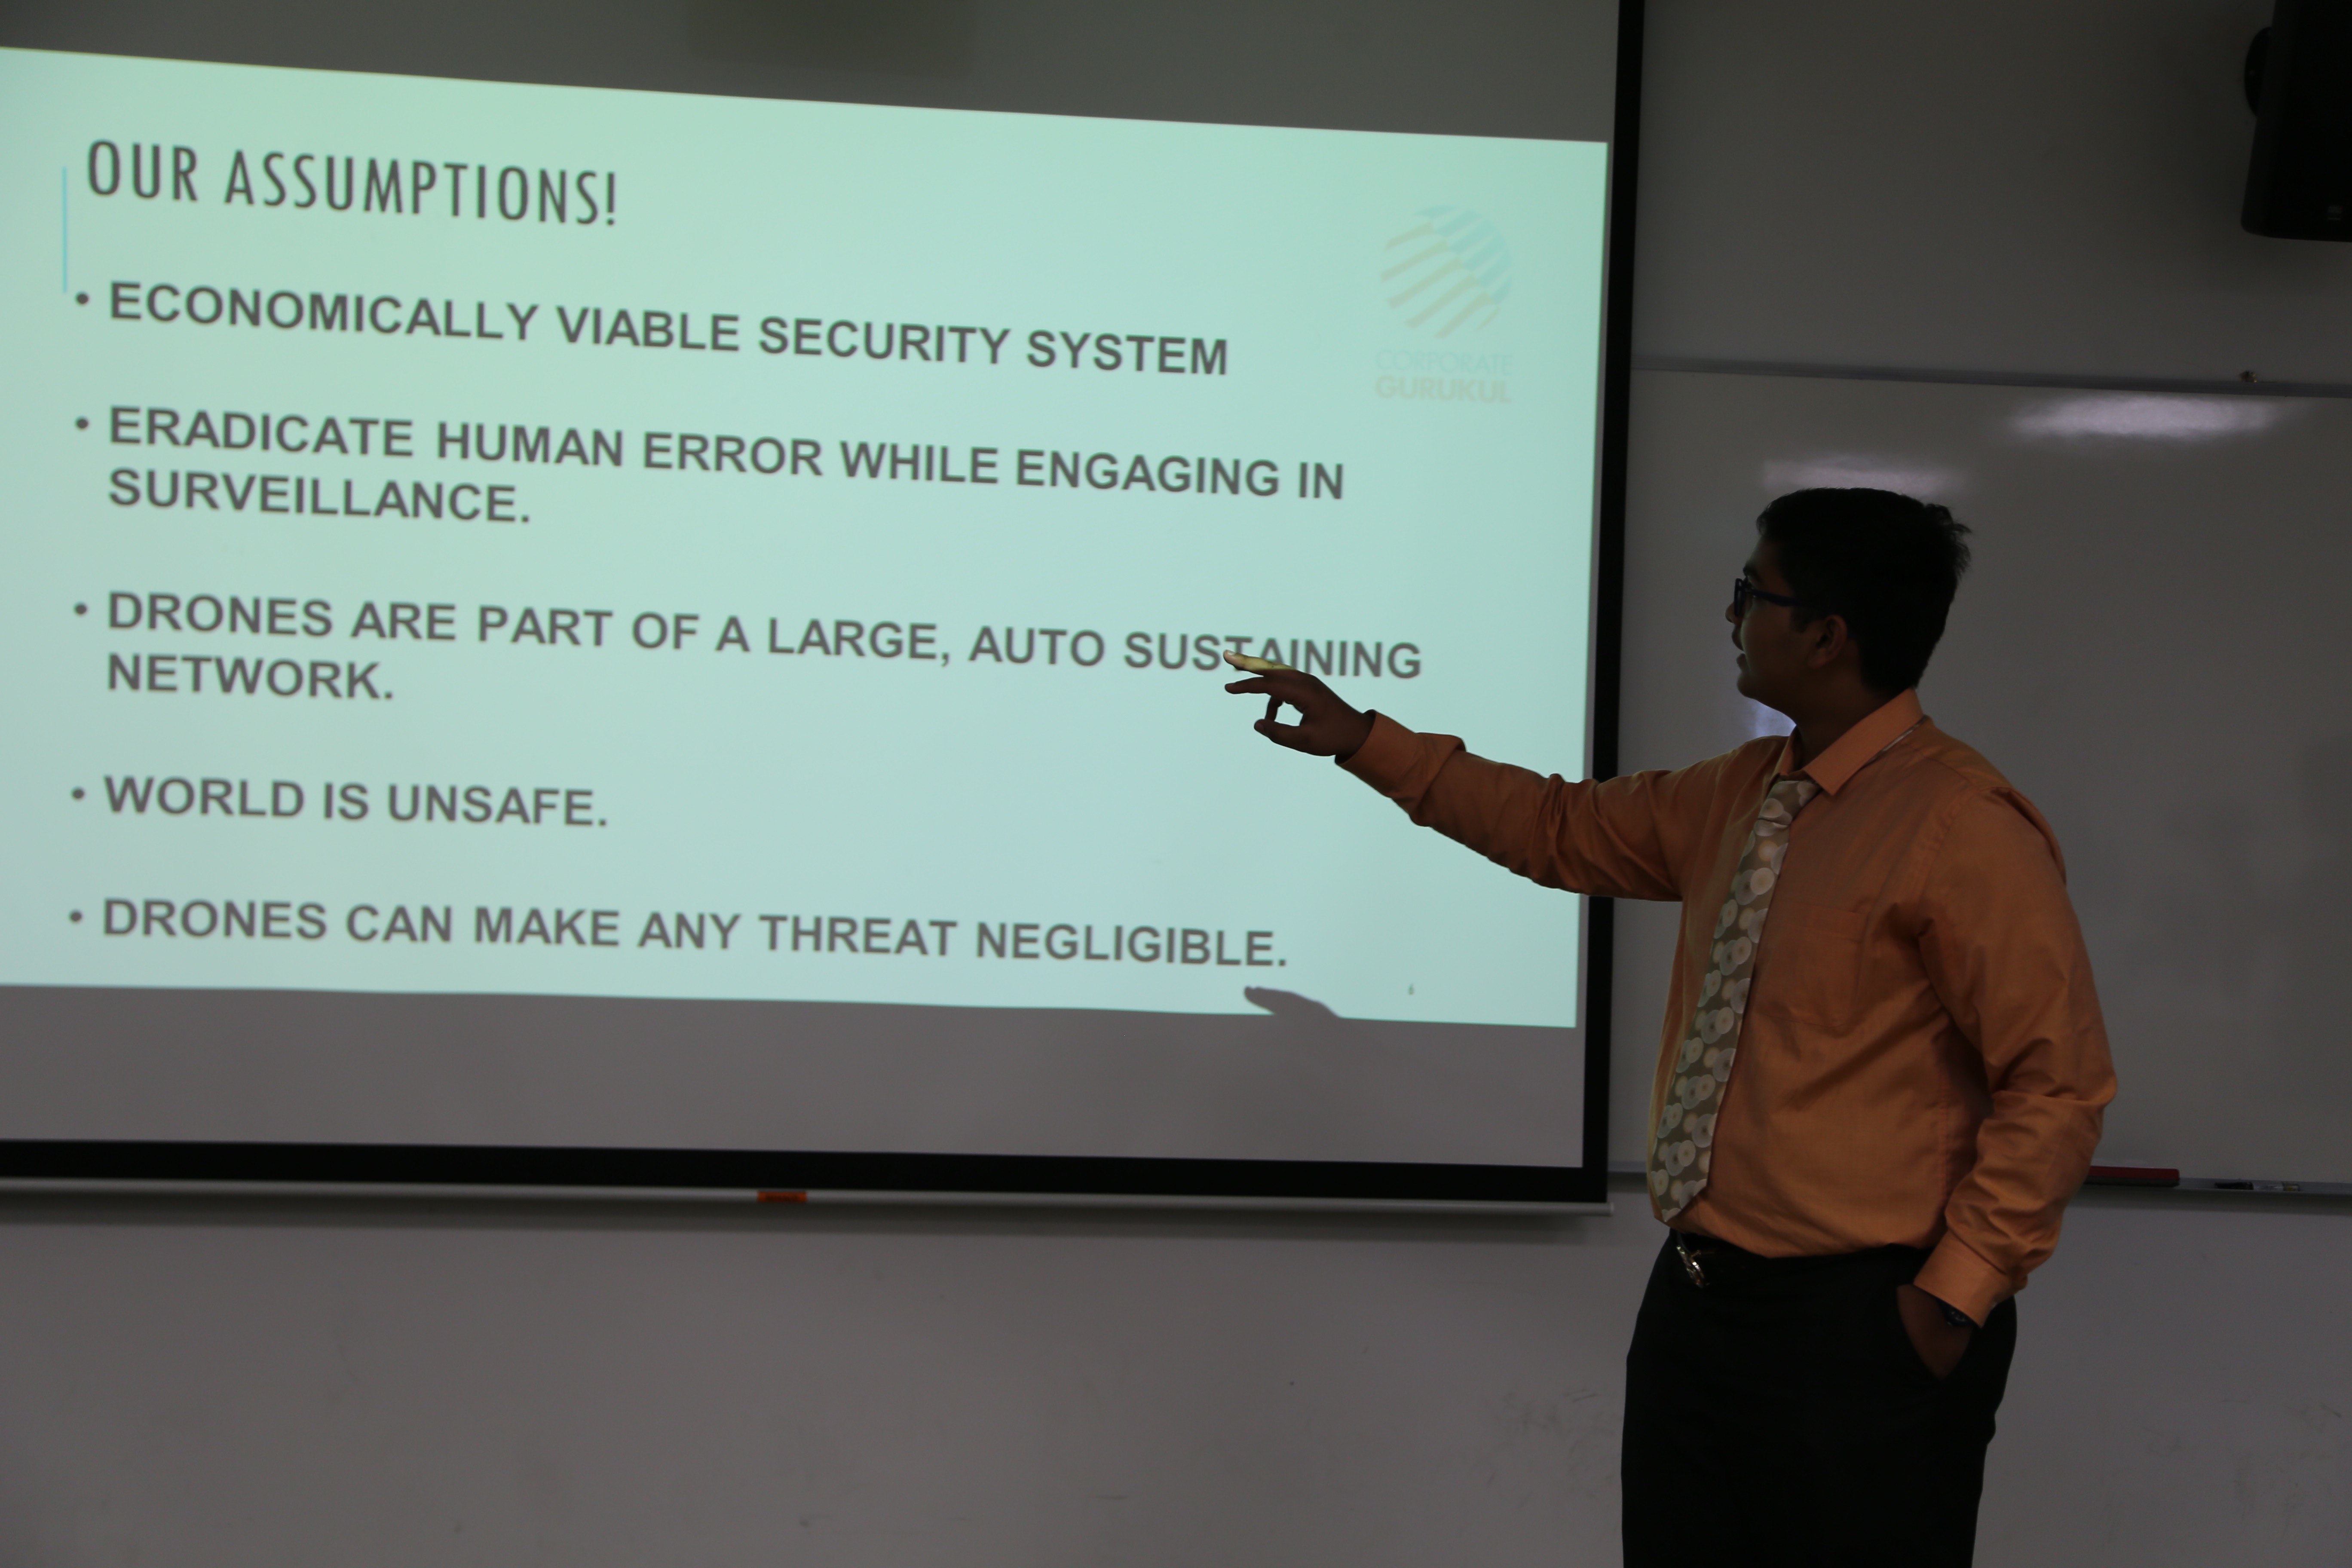 OUR ASSUMPTIONS!
CORPORATE
GURUKUL
• ECONOMICALLY VIABLE SECURITY SYSTEM
• ERADICATE HUMAN ERROR WHILE ENGAGING IN
SURVEILLANCE.
• DRONES ARE PART OF A LARGE, AUTO SUSTAINING
NETWORK.
• WORLD IS UNSAFE.
• DRONES CAN MAKE ANY THREAT NEGLIGIBLE.